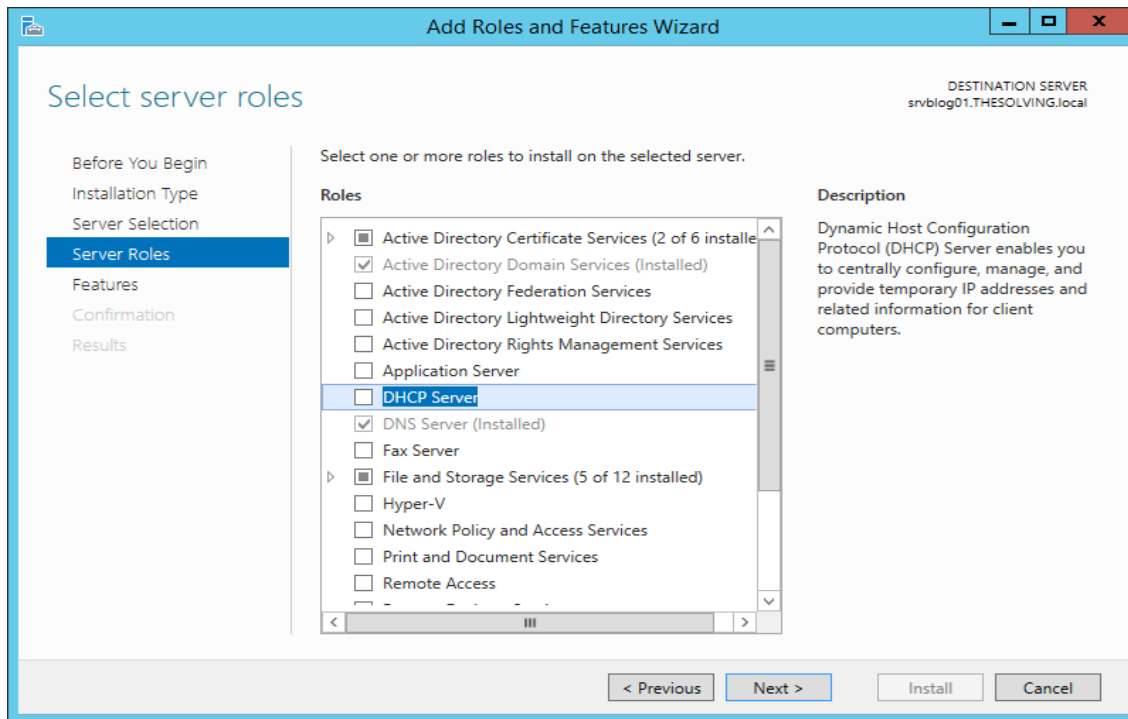 Add Roles and Features Wizard
Select server roles
DESTINATION SERVER
srvblog01.THESOLVING.local
Before You Begin
Installation Type
Server Selection
Server Roles
Features
Confirmation
Results
Select one or more roles to install on the selected server.
Roles
Active Directory Certificate Services (2 of 6 installe
Active Directory Domain Services (Installed)
Active Directory Federation Services
Active Directory Lightweight Directory Services
Active Directory Rights Management Services
Application Server
DHCP Server
DNS Server (Installed)
Fax Server
File and Storage Services (5 of 12 installed)
Hyper-V
Network Policy and Access Services
Print and Document Services
Remote Access
Description
Dynamic Host Configuration
Protocol (DHCP) Server enables you
to centrally configure, manage, and
provide temporary IP addresses and
related information for client
computers.
< Previous
Next >
Install
Cancel